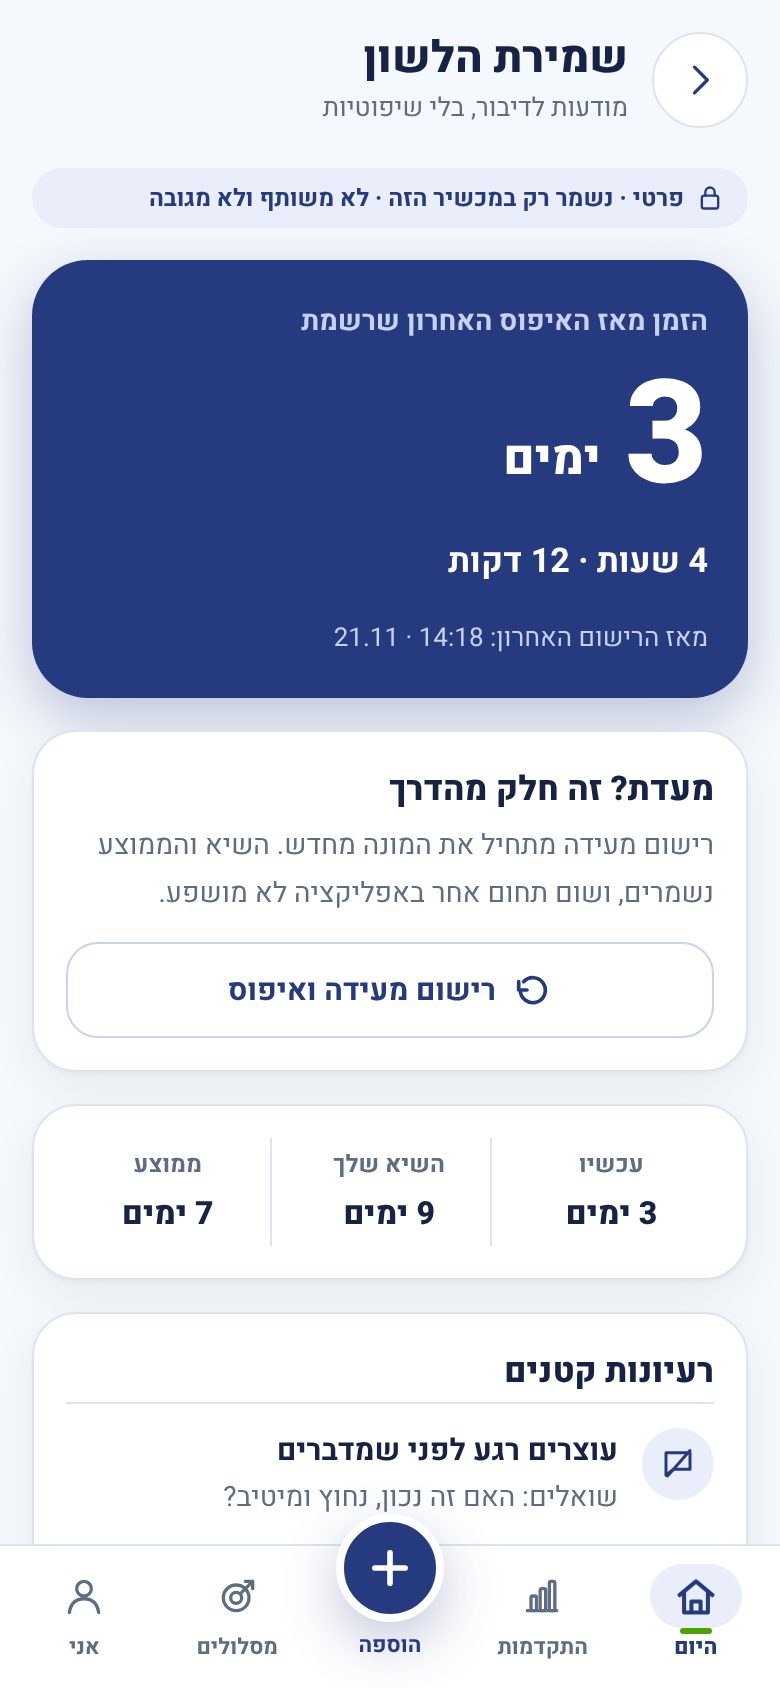 שמירת הלשון
מודעות לדיבור, בלי שיפוטיות
פרטי · נשמר רק במכשיר הזה · לא משותף ולא מגובה
הזמן מאז האיפוס האחרון שרשמת
3 ימים
4 שעות · 12 דקות
מאז הרישום האחרון: 14:18 · 21.11
מעדת? זה חלק מהדרך
רישום מעידה מתחיל את המונה מחדש. השיא והממוצע
נשמרים, ושום תחום אחר באפליקציה לא מושפע.
רישום מעידה ואיפוס
עכשיו השיא שלך ממוצע
3 ימים 9 ימים 7 ימים
רעיונות קטנים
עוצרים רגע לפני שמדברים
שואלים: האם זה נכון, נחוץ ומיטיב?
היום התקדמות הוספה מסלולים אני